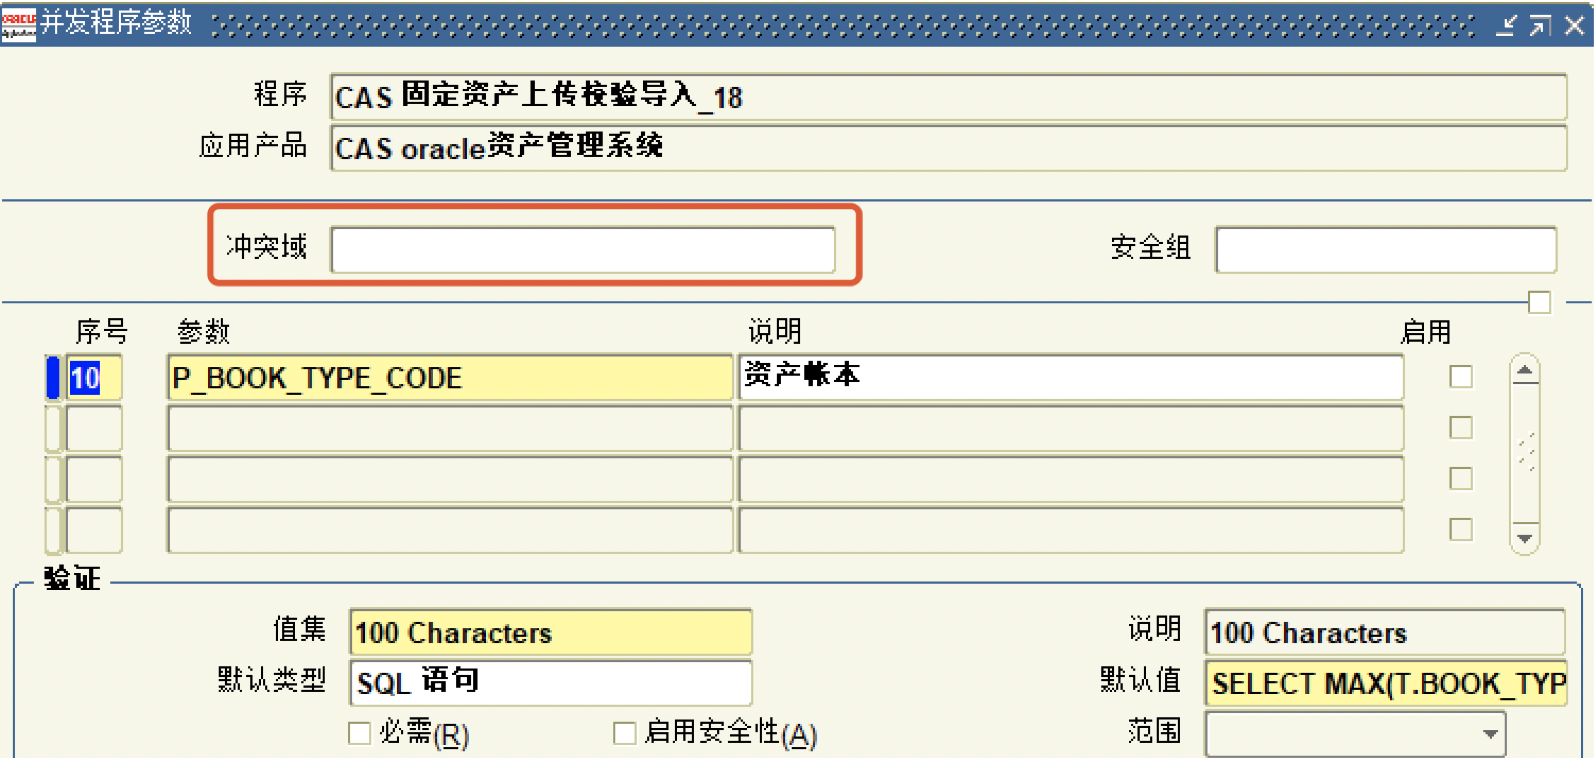 ORACLE 并发程序参数
程序 CAS 固定资产上传校验导入_18
应用产品 CAS oracle资产管理系统
冲突域 安全组
序号 参数 说明 启用
10 P_BOOK_TYPE_CODE 资产帐本
验证
值集 100 Characters 说明 100 Characters
默认类型 SQL 语句 默认值 SELECT MAX(T.BOOK_TYP
必需(R) 启用安全性(A) 范围